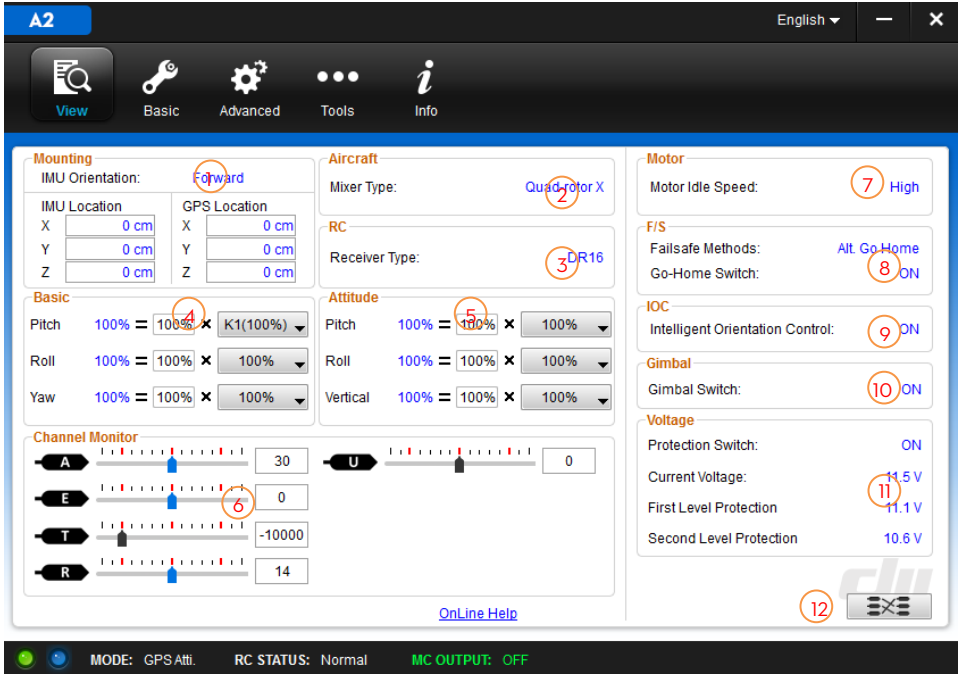 A2
English
View Basic Advanced Tools Info
Mounting
IMU Orientation: Forward
1
IMU Location GPS Location
X 0 cm X 0 cm
Y 0 cm Y 0 cm
Z 0 cm Z 0 cm
Aircraft
Mixer Type: Quad-rotor X
2
RC
Receiver Type: DR16
3
Basic
4
Pitch 100% = 100% × K1(100%)
Roll 100% = 100% × 100%
Yaw 100% = 100% × 100%
Attitude
5
Pitch 100% = 100% × 100%
Roll 100% = 100% × 100%
Vertical 100% = 100% × 100%
Channel Monitor
A 30
E 0
6
T -10000
R 14
U 0
OnLine Help
Motor
Motor Idle Speed: 7 High
F/S
Failsafe Methods: Alt. Go Home
Go-Home Switch: 8 ON
IOC
Intelligent Orientation Control: 9 ON
Gimbal
Gimbal Switch: 10 ON
Voltage
Protection Switch: ON
Current Voltage: 11.5 V
11
First Level Protection 11.1 V
Second Level Protection 10.6 V
dji
12
MODE: GPS Atti. RC STATUS: Normal MC OUTPUT: OFF